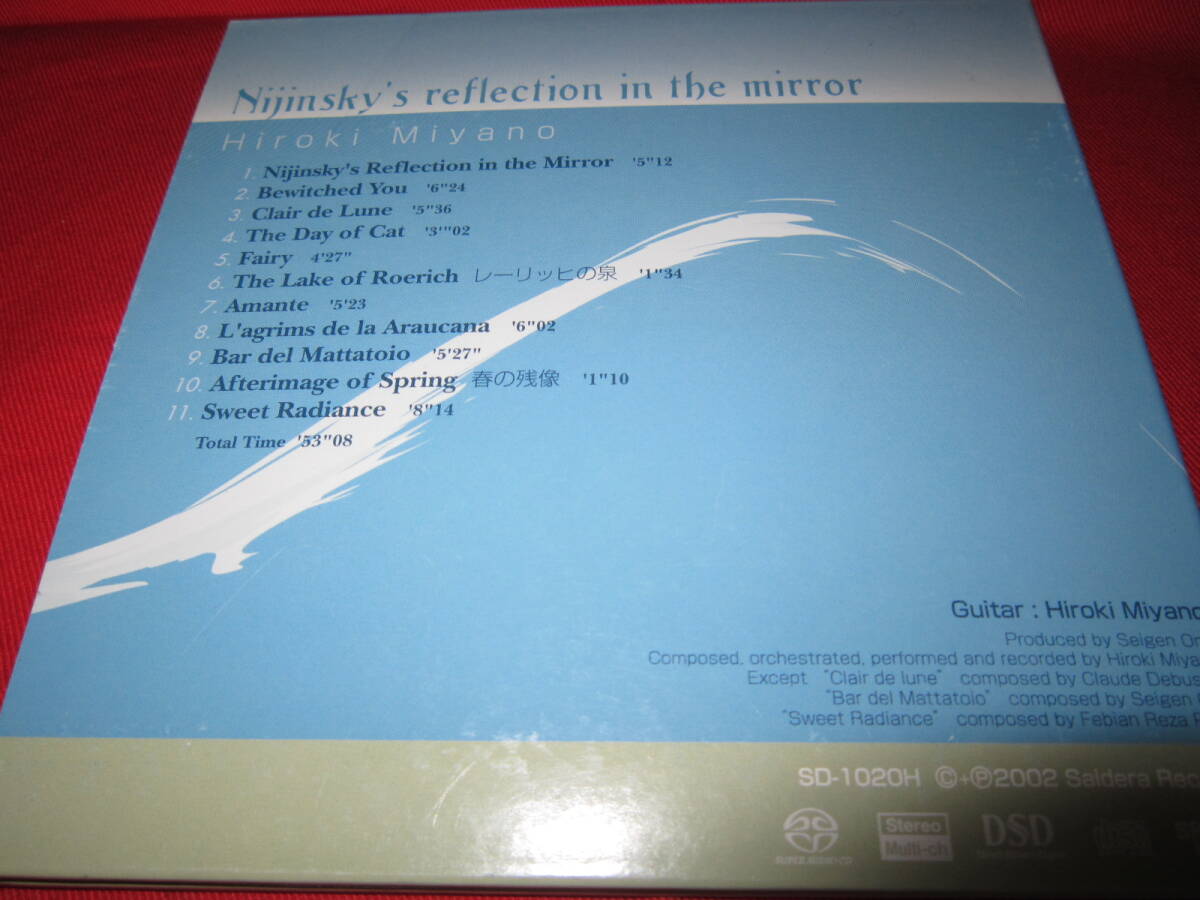 Nijinsky's reflection in the mirror
Hiroki Miyano
1. Nijinsky's Reflection in the Mirror '5"12
2. Bewitched You '6"24
3. Clair de Lune '5"36
4. The Day of Cat '3'"02
5. Fairy 4'27"
6. The Lake of Roerich レーリッヒの泉 '1"34
7. Amante '5'23
8. L'agrims de la Araucana '6"02
9. Bar del Mattatoio '5'27"
10. Afterimage of Spring 春の残像 '1"10
11. Sweet Radiance '8"14
Total Time '53"08
Guitar : Hiroki Miyano
Produced by Seigen
Composed, orchestrated, performed and recorded by Hiroki
Except "Clair de lune" composed by Claude
"Bar del Mattatoio" composed by Seigen
"Sweet Radiance" composed by Febian Reza
SD-1020H ©+℗2002 Saidera
SUPER AUDIO CD
Stereo
Multi-ch
DSD